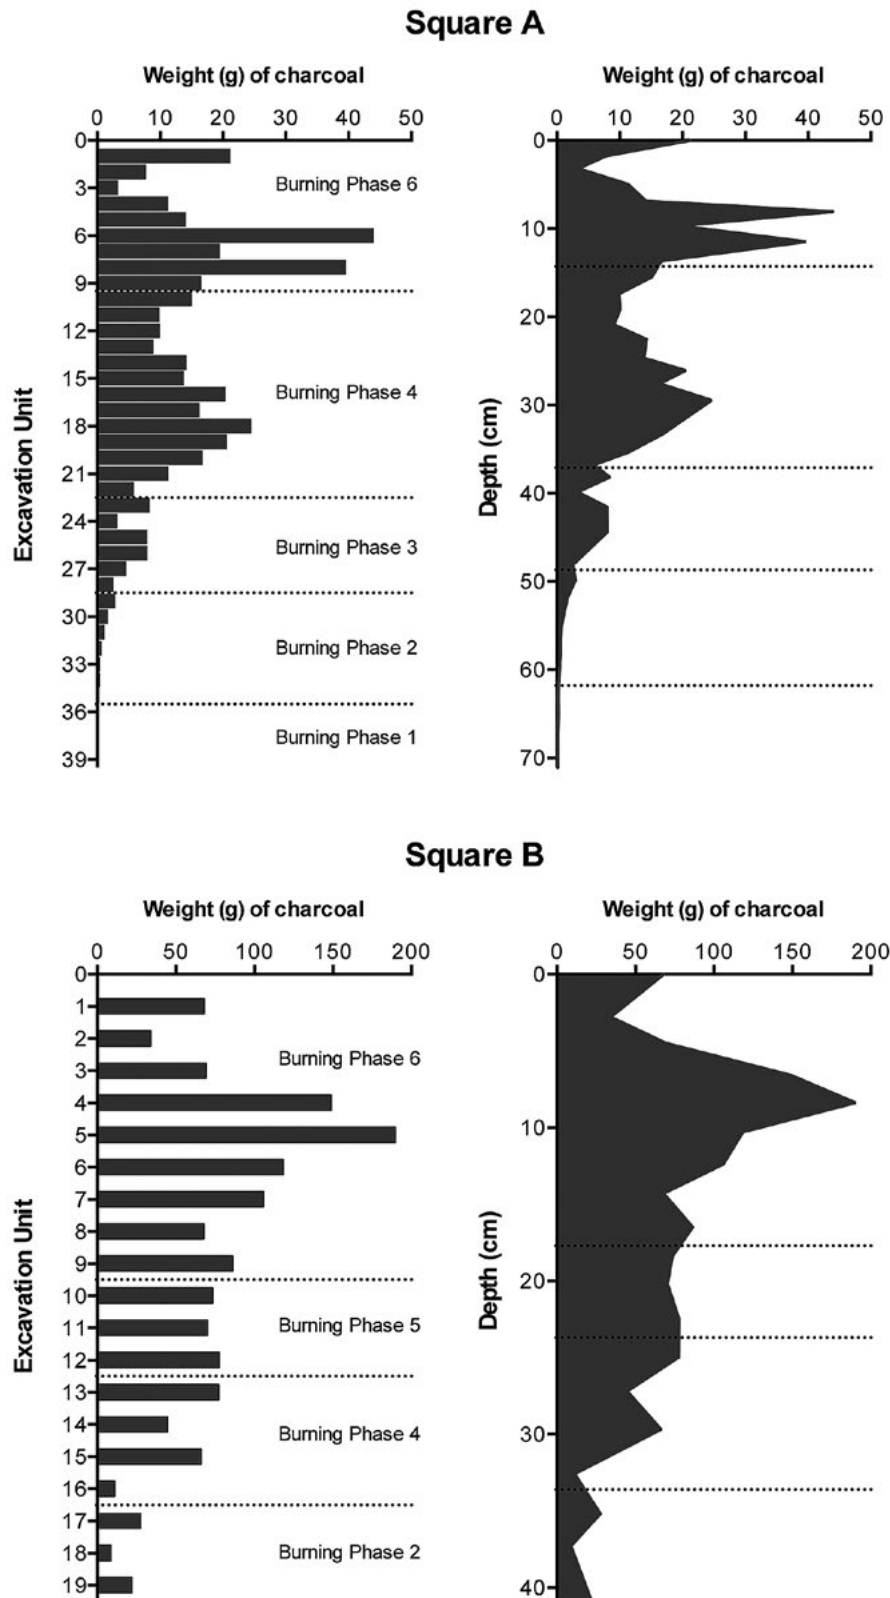 Square A
Weight (g) of charcoal
0 10 20 30 40 50
Excavation Unit
0
3
6
9
12
15
18
21
24
27
30
33
36
39
Burning Phase 6
Burning Phase 4
Burning Phase 3
Burning Phase 2
Burning Phase 1
Weight (g) of charcoal
0 10 20 30 40 50
Depth (cm)
0
10
20
30
40
50
60
70
Square B
Weight (g) of charcoal
0 50 100 150 200
Excavation Unit
0
1
2
3
4
5
6
7
8
9
10
11
12
13
14
15
16
17
18
19
Burning Phase 6
Burning Phase 5
Burning Phase 4
Burning Phase 2
Weight (g) of charcoal
0 50 100 150 200
Depth (cm)
0
10
20
30
40